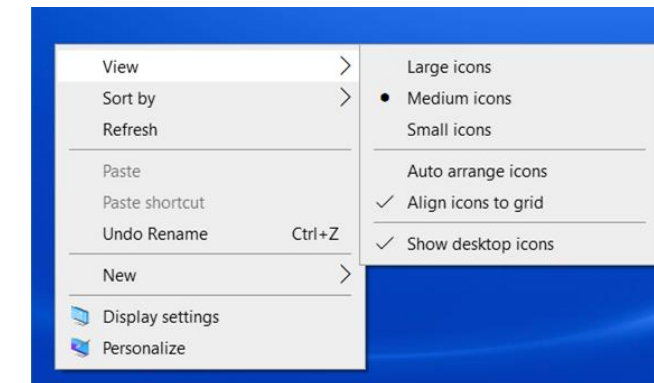 View
Sort by
Refresh
Paste
Paste shortcut
Undo Rename Ctrl+Z
New
Display settings
Personalize
Large icons
Medium icons
Small icons
Auto arrange icons
Align icons to grid
Show desktop icons